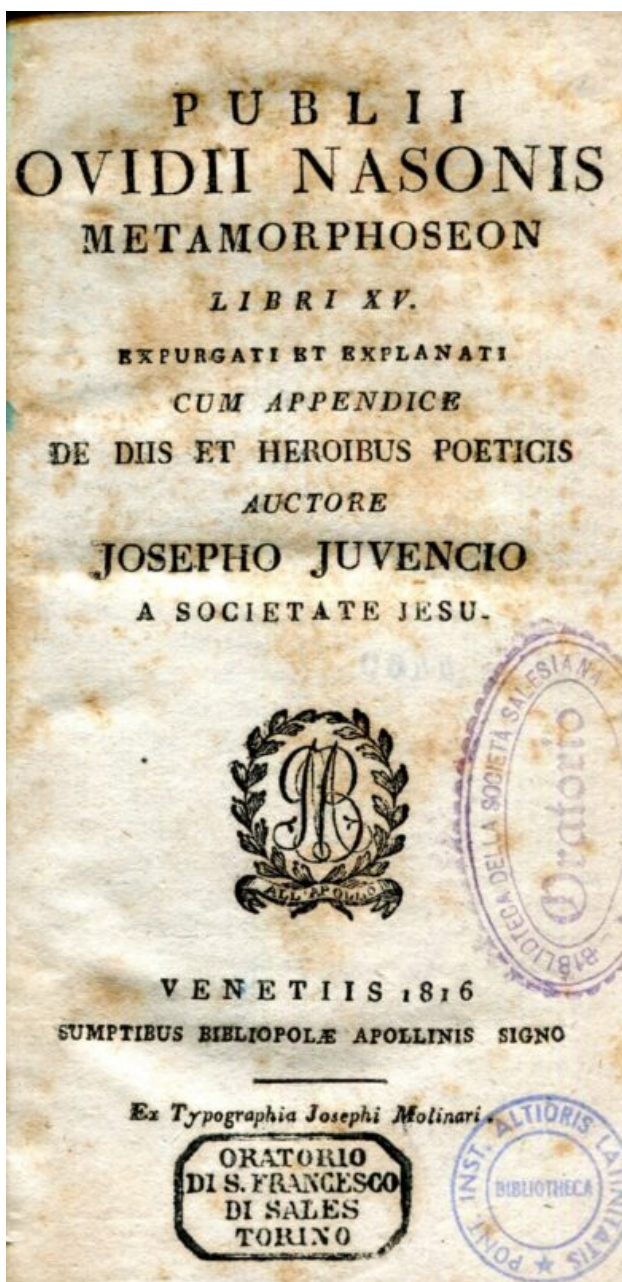 PUBLII
OVIDII NASONIS
METAMORPHOSEON
LIBRI XV.
EXPURGATI ET EXPLANATI
CUM APPENDICE
DE DIIS ET HEROIBUS POETICIS
AUCTORE
JOSEPHO JUVENCIO
A SOCIETATE JESU.
BIBLIOTECA DELLA SOCIETÀ SALESIANA
Oratorio
ALL'APOLLO
VENETIIS 1816
SUMPTIBUS BIBLIOPOLÆ APOLLINIS SIGNO
Ex Typographia Josephi Molinari.
ORATORIO
DI S. FRANCESCO
DI SALES
TORINO
PONT. INST. ALTIORIS LATINITATIS
BIBLIOTHECA